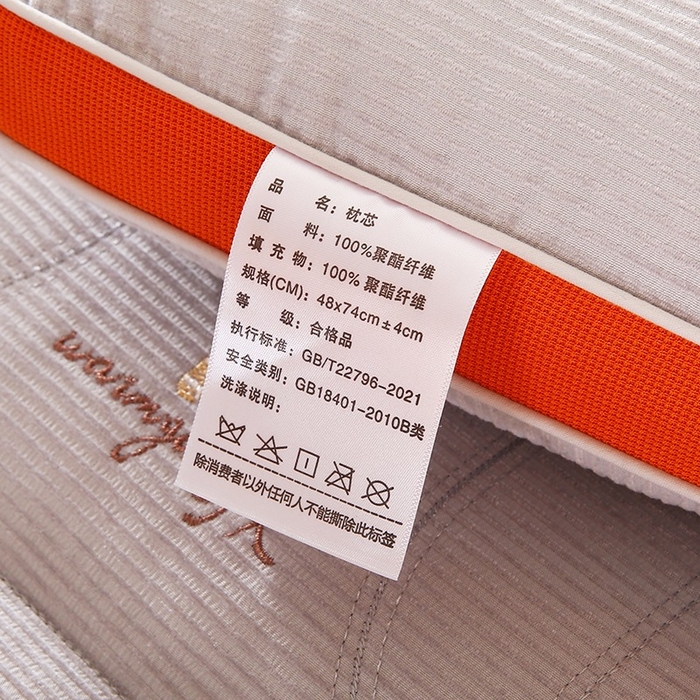 品名：枕芯
面料：100%聚酯纤维
填充物：100% 聚酯纤维
规格(CM)：48x74cm±4cm
等级：合格品
执行标准：GB/T22796-2021
安全类别：GB18401-2010B类
洗涤说明：
除消费者以外任何人不能撕除此标签